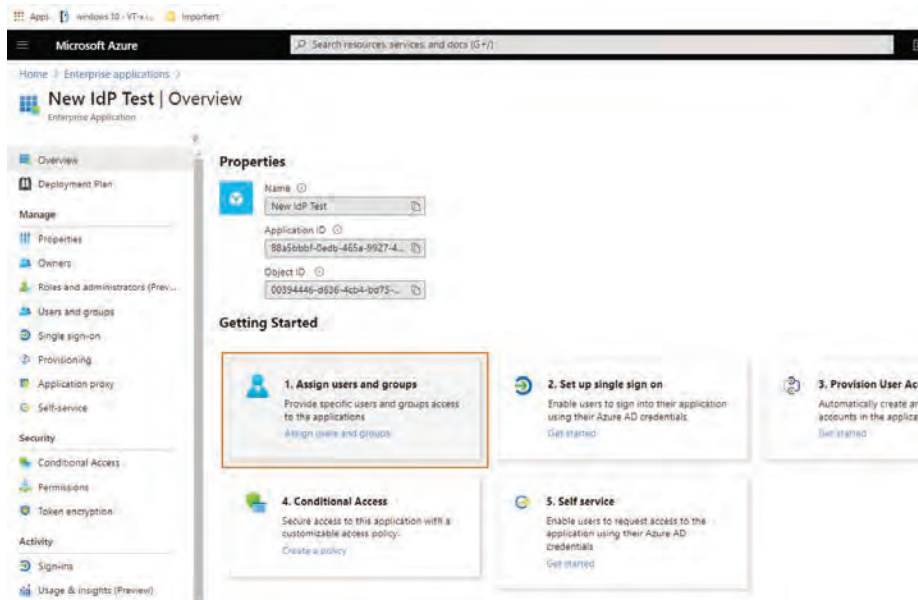 Apps windows 10 - VT-x i... Importiert
Microsoft Azure
Search resources, services, and docs (G+/)
Home > Enterprise applications >
New IdP Test | Overview
Enterprise Application
Overview
Deployment Plan
Manage
Properties
Owners
Roles and administrators (Prev...
Users and groups
Single sign-on
Provisioning
Application proxy
Self-service
Security
Conditional Access
Permissions
Token encryption
Activity
Sign-ins
Usage & insights (Preview)
Properties
Name
New IdP Test
Application ID
88a5bbbf-0edb-465a-9927-4...
Object ID
00394446-d636-4cb4-bd75-...
Getting Started
1. Assign users and groups
Provide specific users and groups access
to the applications
Assign users and groups
2. Set up single sign on
Enable users to sign into their application
using their Azure AD credentials
Get started
3. Provision User Acc
Automatically create an
accounts in the applica
Get started
4. Conditional Access
Secure access to this application with a
customizable access policy.
Create a policy
5. Self service
Enable users to request access to the
application using their Azure AD
credentials
Get started